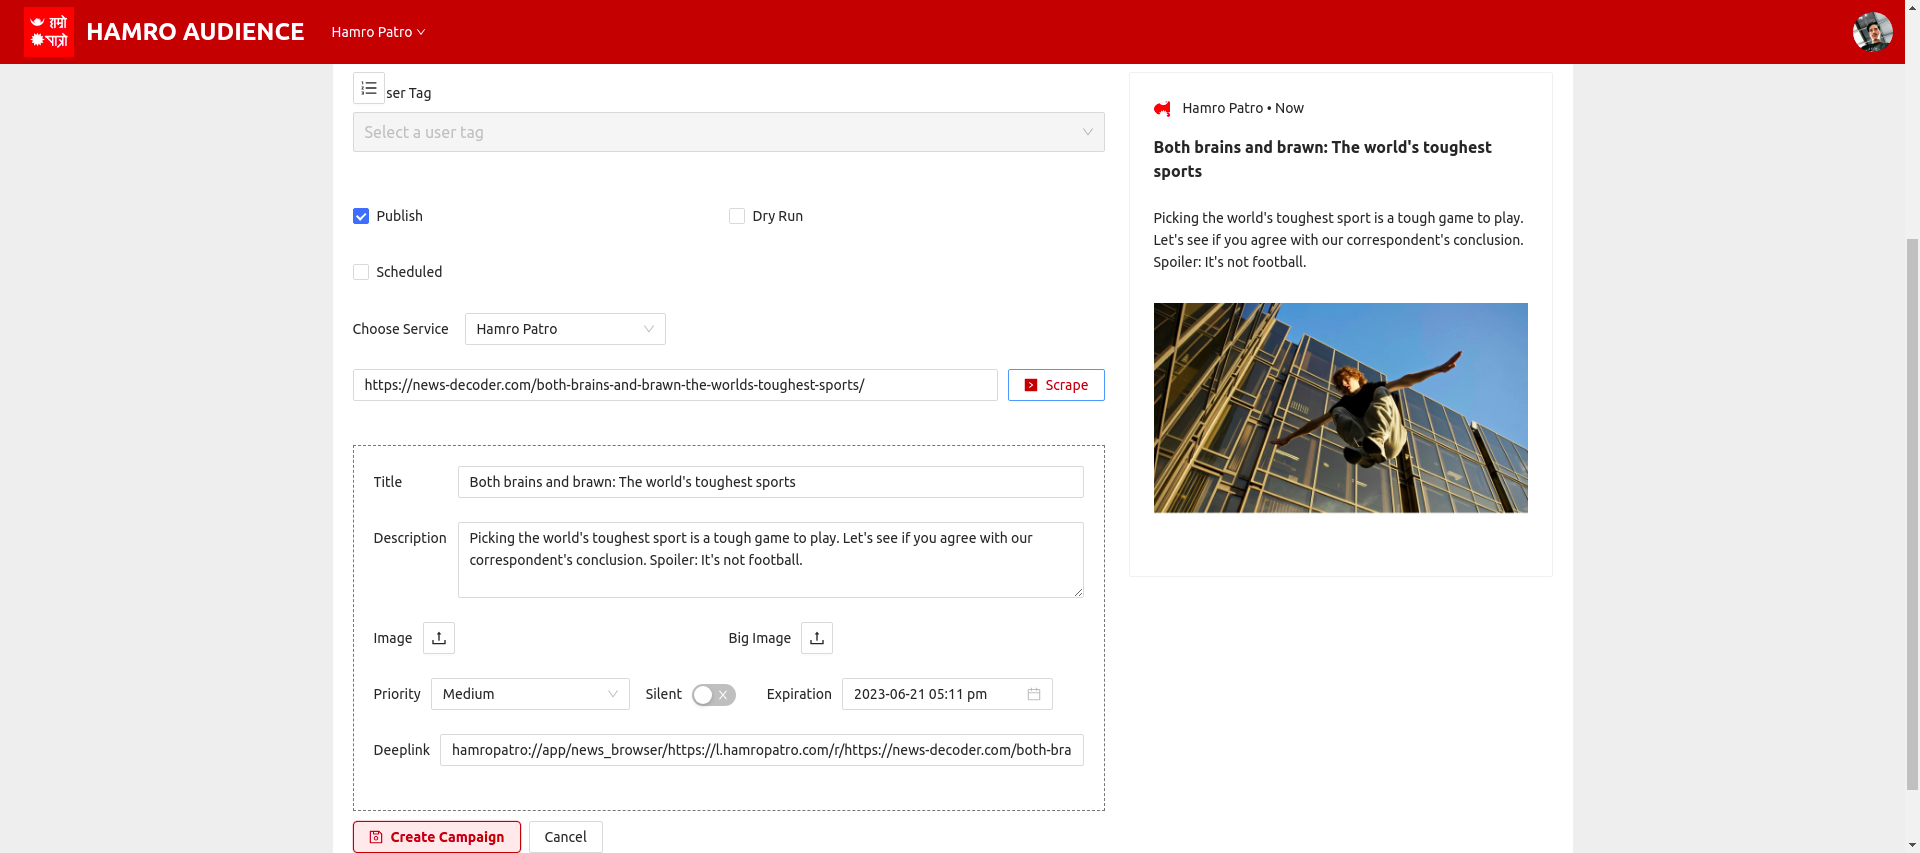 हाम्रो
पात्रो
HAMRO AUDIENCE
Hamro Patro
ser Tag
Select a user tag
Publish
Dry Run
Scheduled
Choose Service
Hamro Patro
https://news-decoder.com/both-brains-and-brawn-the-worlds-toughest-sports/
Scrape
Title
Both brains and brawn: The world's toughest sports
Description
Picking the world's toughest sport is a tough game to play. Let's see if you agree with our
correspondent's conclusion. Spoiler: It's not football.
Image
Big Image
Priority
Medium
Silent
Expiration
2023-06-21 05:11 pm
Deeplink
hamropatro://app/news_browser/https://l.hamropatro.com/r/https://news-decoder.com/both-bra
Create Campaign
Cancel
Hamro Patro • Now
Both brains and brawn: The world's toughest
sports
Picking the world's toughest sport is a tough game to play.
Let's see if you agree with our correspondent's conclusion.
Spoiler: It's not football.